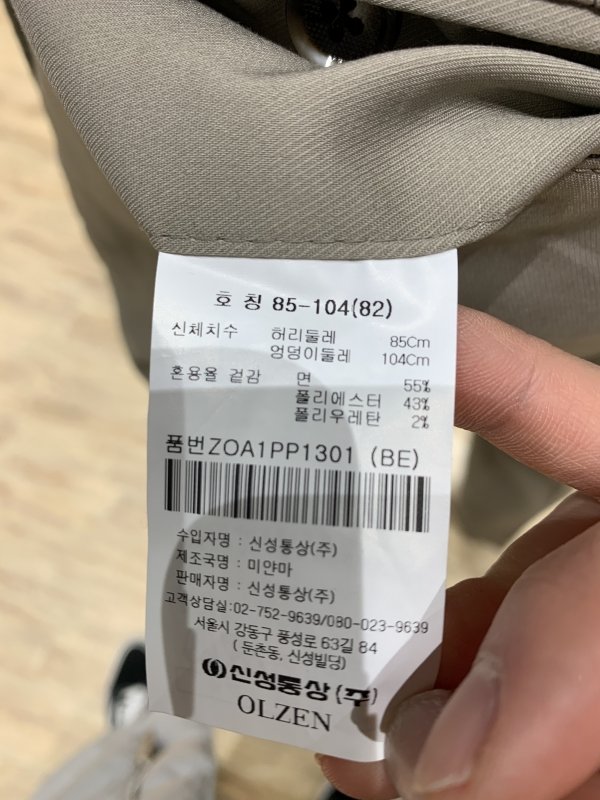 호 칭 85-104(82)
신체치수 허리둘레 85Cm
엉덩이둘레 104Cm
혼용율 겉감 면 55%
폴리에스터 43%
폴리우레탄 2%
품번ZOA1PP1301 (BE)
수입자명 : 신성통상(주)
제조국명 : 미얀마
판매자명 : 신성통상(주)
고객상담실:02-752-9639/080-023-9639
서울시 강동구 풍성로 63길 84
(둔촌동, 신성빌딩)
신성통상(주)
OLZEN